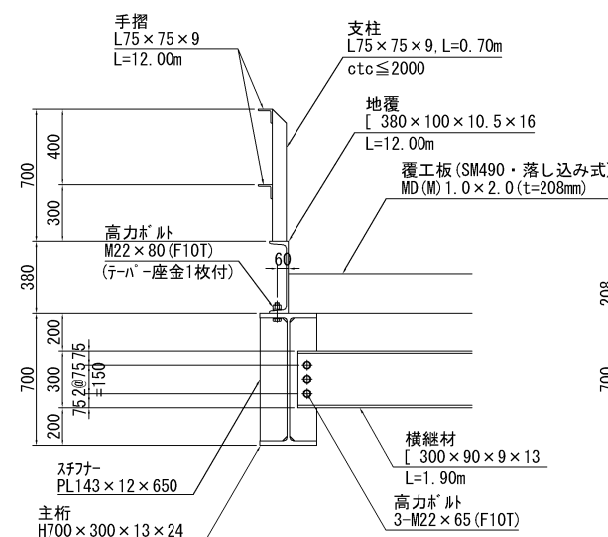 手摺
L75×75×9
L=12.00m
支柱
L75×75×9,L=0.70m
ctc≦2000
地覆
[ 380×100×10.5×16
L=12.00m
覆工板(SM490・落し込み式)
MD(M)1.0×2.0(t=208mm)
高力ﾎﾞﾙﾄ
M22×80(F10T)
(ﾃｰﾊﾟｰ座金1枚付)
60
700
400
300
380
208
700
200
300
200
75
2@75
=150
75
700
横継材
[ 300×90×9×13
L=1.90m
高力ﾎﾞﾙﾄ
3-M22×65(F10T)
ｽﾁﾌﾅｰ
PL143×12×650
主桁
H700×300×13×24